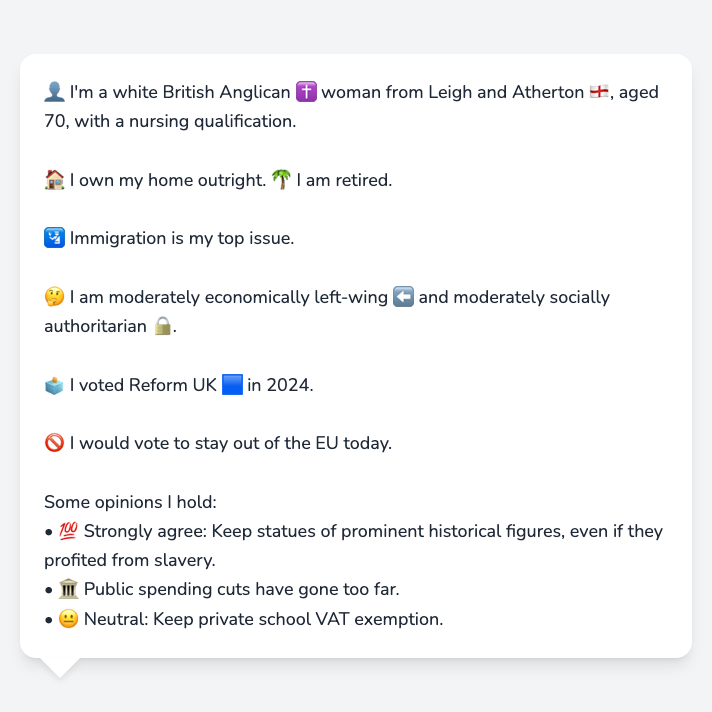 👤 I'm a white British Anglican ✝️ woman from Leigh and Atherton 🏴󠁧󠁢󠁥󠁮󠁧󠁿, aged
70, with a nursing qualification.
🏠 I own my home outright. 🌴 I am retired.
🛂 Immigration is my top issue.
🤔 I am moderately economically left-wing ⬅️ and moderately socially
authoritarian 🔒.
🗳️ I voted Reform UK 🟦 in 2024.
🚫 I would vote to stay out of the EU today.
Some opinions I hold:
• 💯 Strongly agree: Keep statues of prominent historical figures, even if they
profited from slavery.
• 🏛️ Public spending cuts have gone too far.
• 😐 Neutral: Keep private school VAT exemption.